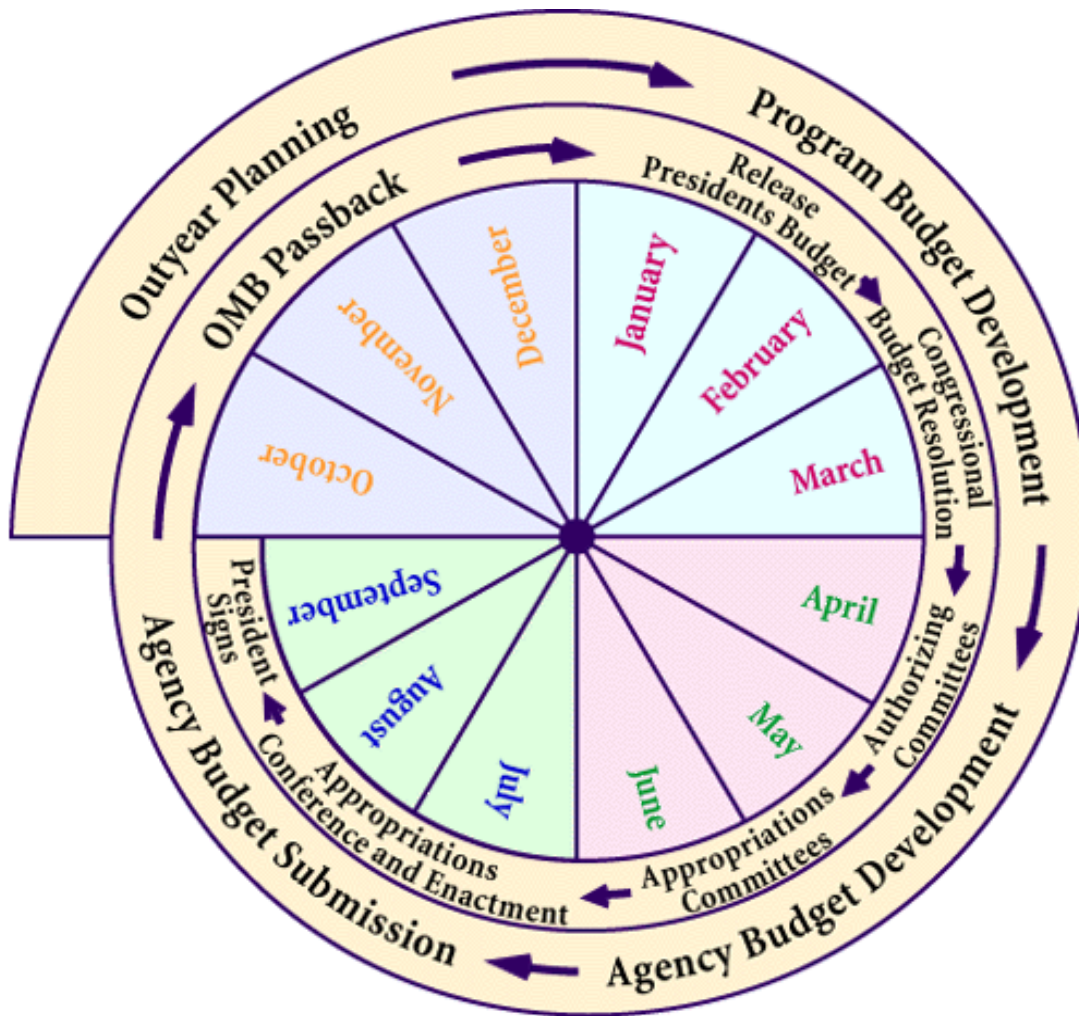 Outyear Planning
Program Budget Development
Agency Budget Development
Agency Budget Submission
OMB Passback
Release
Presidents Budget
Congressional
Budget Resolution
Authorizing
Committees
Appropriations
Committees
Appropriations
Conference and Enactment
President
Signs
January
February
March
April
May
June
July
August
September
October
November
December